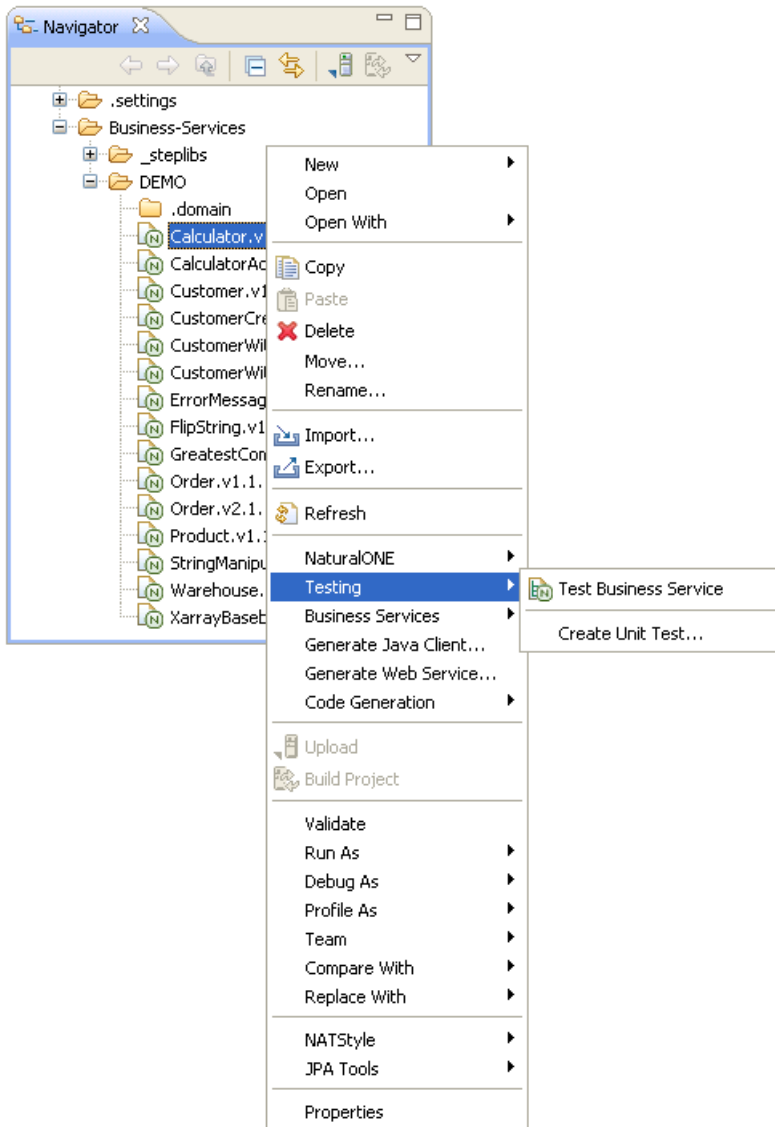 Navigator
.settings
Business-Services
_steplibs
DEMO
.domain
Calculator.v
CalculatorAc
Customer.v1
CustomerCre
CustomerWi
CustomerWi
ErrorMessag
FlipString.v1
GreatestCon
Order.v1.1.
Order.v2.1.
Product.v1.1
StringManipu
Warehouse.
XarrayBaseb
New
Open
Open With
Copy
Paste
Delete
Move...
Rename...
Import...
Export...
Refresh
NaturalONE
Testing
Business Services
Generate Java Client...
Generate Web Service...
Code Generation
Upload
Build Project
Validate
Run As
Debug As
Profile As
Team
Compare With
Replace With
NATStyle
JPA Tools
Properties
Test Business Service
Create Unit Test...